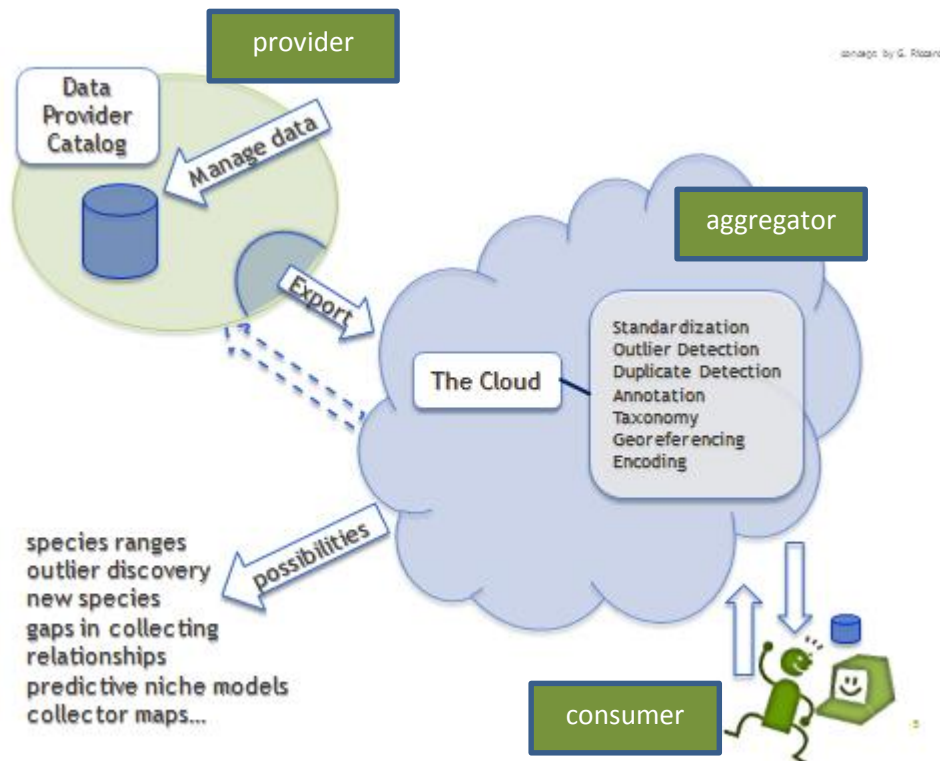 provider
Data
Provider
Catalog
Manage data
aggregator
Export
Standardization
Outlier Detection
Duplicate Detection
Annotation
Taxonomy
Georeferencing
Encoding
The Cloud
possibilities
species ranges
outlier discovery
new species
gaps in collecting
relationships
predictive niche models
collector maps...
consumer
5